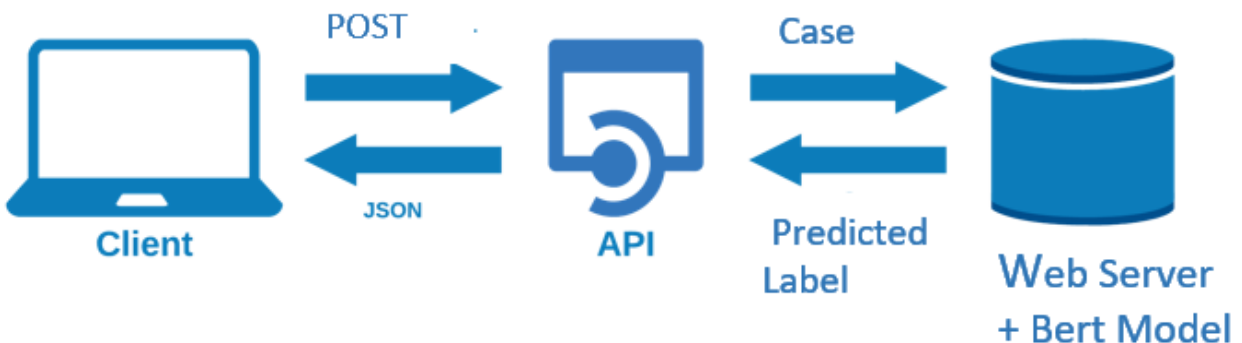 POST
Case
JSON
Client
API
Predicted
Label
Web Server
+ Bert Model